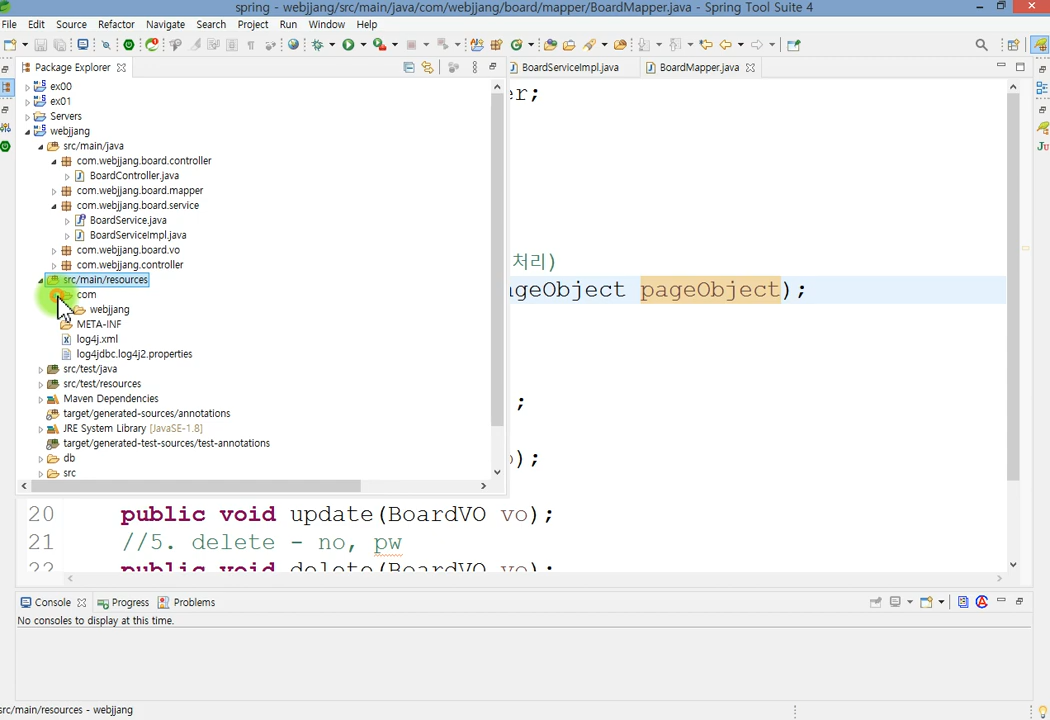 spring - webjjang/src/main/java/com/webjjang/board/mapper/BoardMapper.java - Spring Tool Suite 4
File Edit Source Refactor Navigate Search Project Run Window Help
Package Explorer
BoardServiceImpl.java
BoardMapper.java
ex00
ex01
Servers
webjjang
src/main/java
com.webjjang.board.controller
BoardController.java
com.webjjang.board.mapper
com.webjjang.board.service
BoardService.java
BoardServiceImpl.java
com.webjjang.board.vo
com.webjjang.controller
src/main/resources
com
webjjang
META-INF
log4j.xml
log4jdbc.log4j2.properties
src/test/java
src/test/resources
Maven Dependencies
target/generated-sources/annotations
JRE System Library [JavaSE-1.8]
target/generated-test-sources/test-annotations
db
src
er;
처리)
geObject pageObject);
;
);
20 public void update(BoardVO vo);
21 //5. delete - no, pw
22 public void delete(BoardVO vo);
Console
Progress
Problems
No consoles to display at this time.
src/main/resources - webjjang